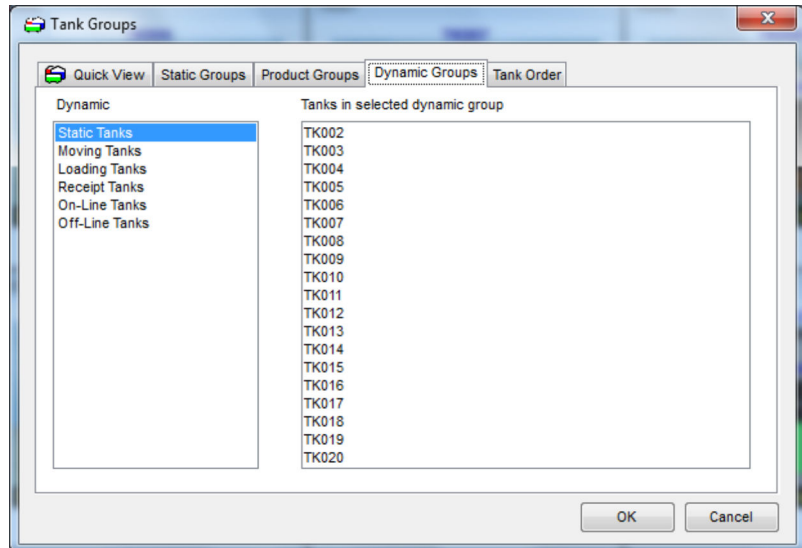 Tank Groups
Quick View Static Groups Product Groups Dynamic Groups Tank Order
Dynamic
Tanks in selected dynamic group
Static Tanks
Moving Tanks
Loading Tanks
Receipt Tanks
On-Line Tanks
Off-Line Tanks
TK002
TK003
TK004
TK005
TK006
TK007
TK008
TK009
TK010
TK011
TK012
TK013
TK014
TK015
TK016
TK017
TK018
TK019
TK020
OK Cancel